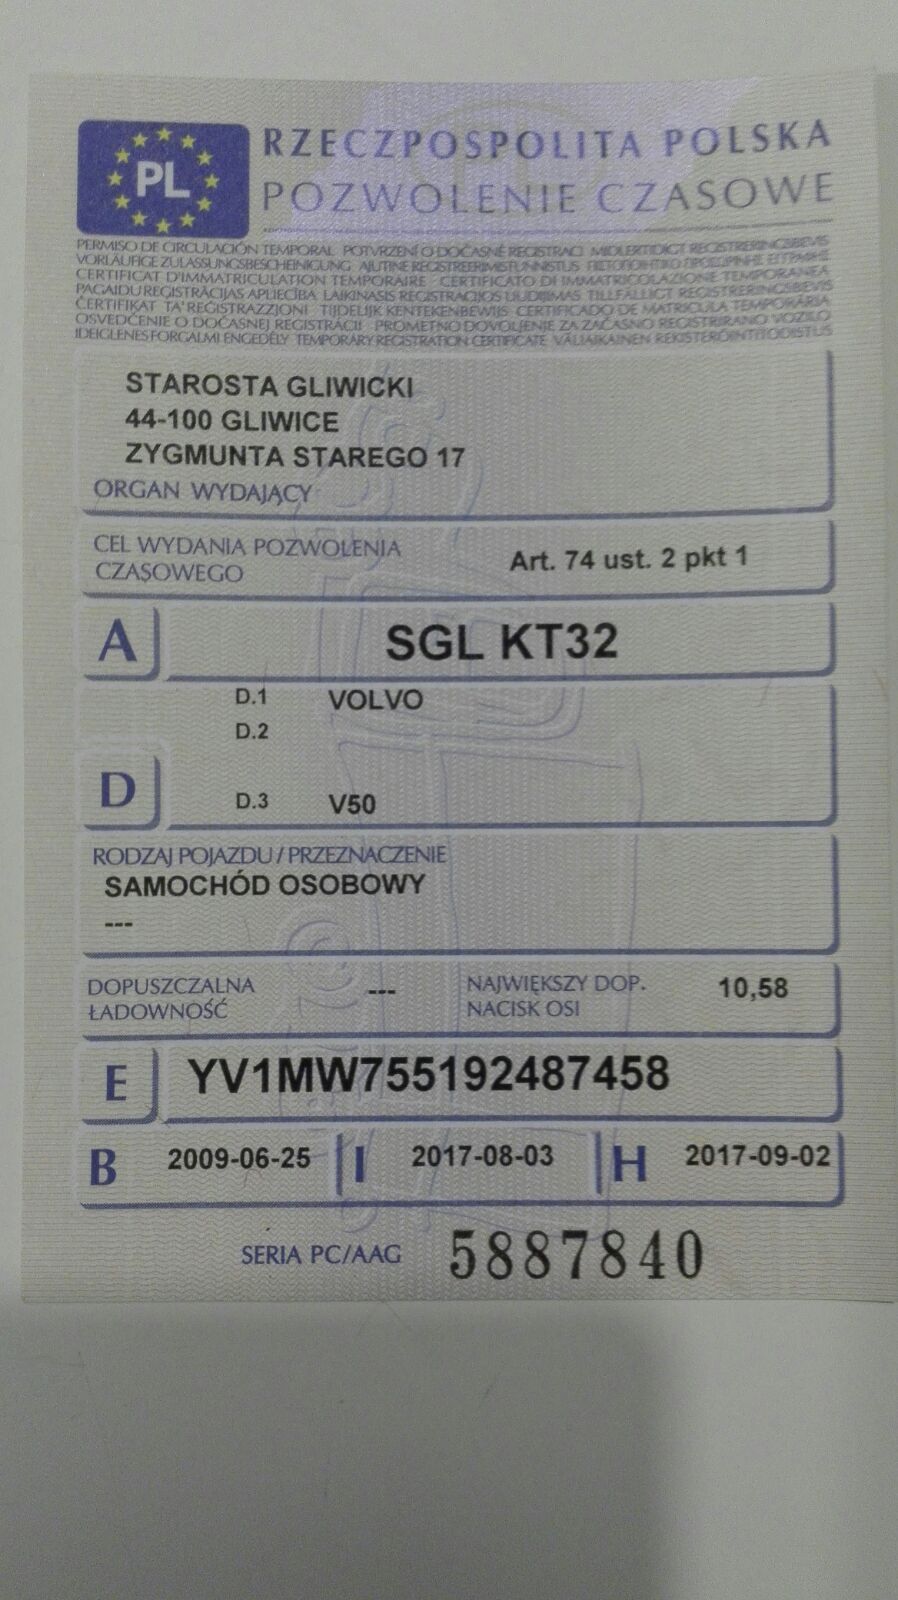 PL
RZECZPOSPOLITA POLSKA
POZWOLENIE CZASOWE
PERMISO DE CIRCULACIÓN TEMPORAL POTVRZENÍ O DOČASNÉ REGISTRACI MIDLERTIDIGT REGISTRERINGSBEVIS
VORLÄUFIGE ZULASSUNGSBESCHEINIGUNG AJUTINE REGISTREERIMISTUNNISTUS
CERTIFICAT D'IMMATRICULATION TEMPORAIRE CERTIFICATO DI IMMATRICOLAZIONE TEMPORANEA
PAGAIDU REĢISTRĀCIJAS APLIECĪBA LAIKINASIS REGISTRACIJOS LIUDIJIMAS TILLFÄLLIGT REGISTRERINGSBEVIS
ĊERTIFIKAT TA' REĠISTRAZZJONI TIJDELIJK KENTEKENBEWIJS CERTIFICADO DE MATRICULA TEMPORÁRIA
OSVEDČENIE O DOČASNEJ REGISTRÁCII PROMETNO DOVOLJENJE ZA ZAČASNO REGISTRIRANO VOZILO
IDEIGLENES FORGALMI ENGEDÉLY TEMPORARY REGISTRATION CERTIFICATE VÄLIAIKAINEN REKISTERÖINTITODISTUS
STAROSTA GLIWICKI
44-100 GLIWICE
ZYGMUNTA STAREGO 17
ORGAN WYDAJĄCY
CEL WYDANIA POZWOLENIA
CZASOWEGO Art. 74 ust. 2 pkt 1
A SGL KT32
D.1 VOLVO
D.2
D D.3 V50
RODZAJ POJAZDU / PRZEZNACZENIE
SAMOCHÓD OSOBOWY
---
DOPUSZCZALNA --- NAJWIĘKSZY DOP. 10,58
ŁADOWNOŚĆ NACISK OSI
E YV1MW755192487458
B 2009-06-25 I 2017-08-03 H 2017-09-02
SERIA PC/AAG 5887840